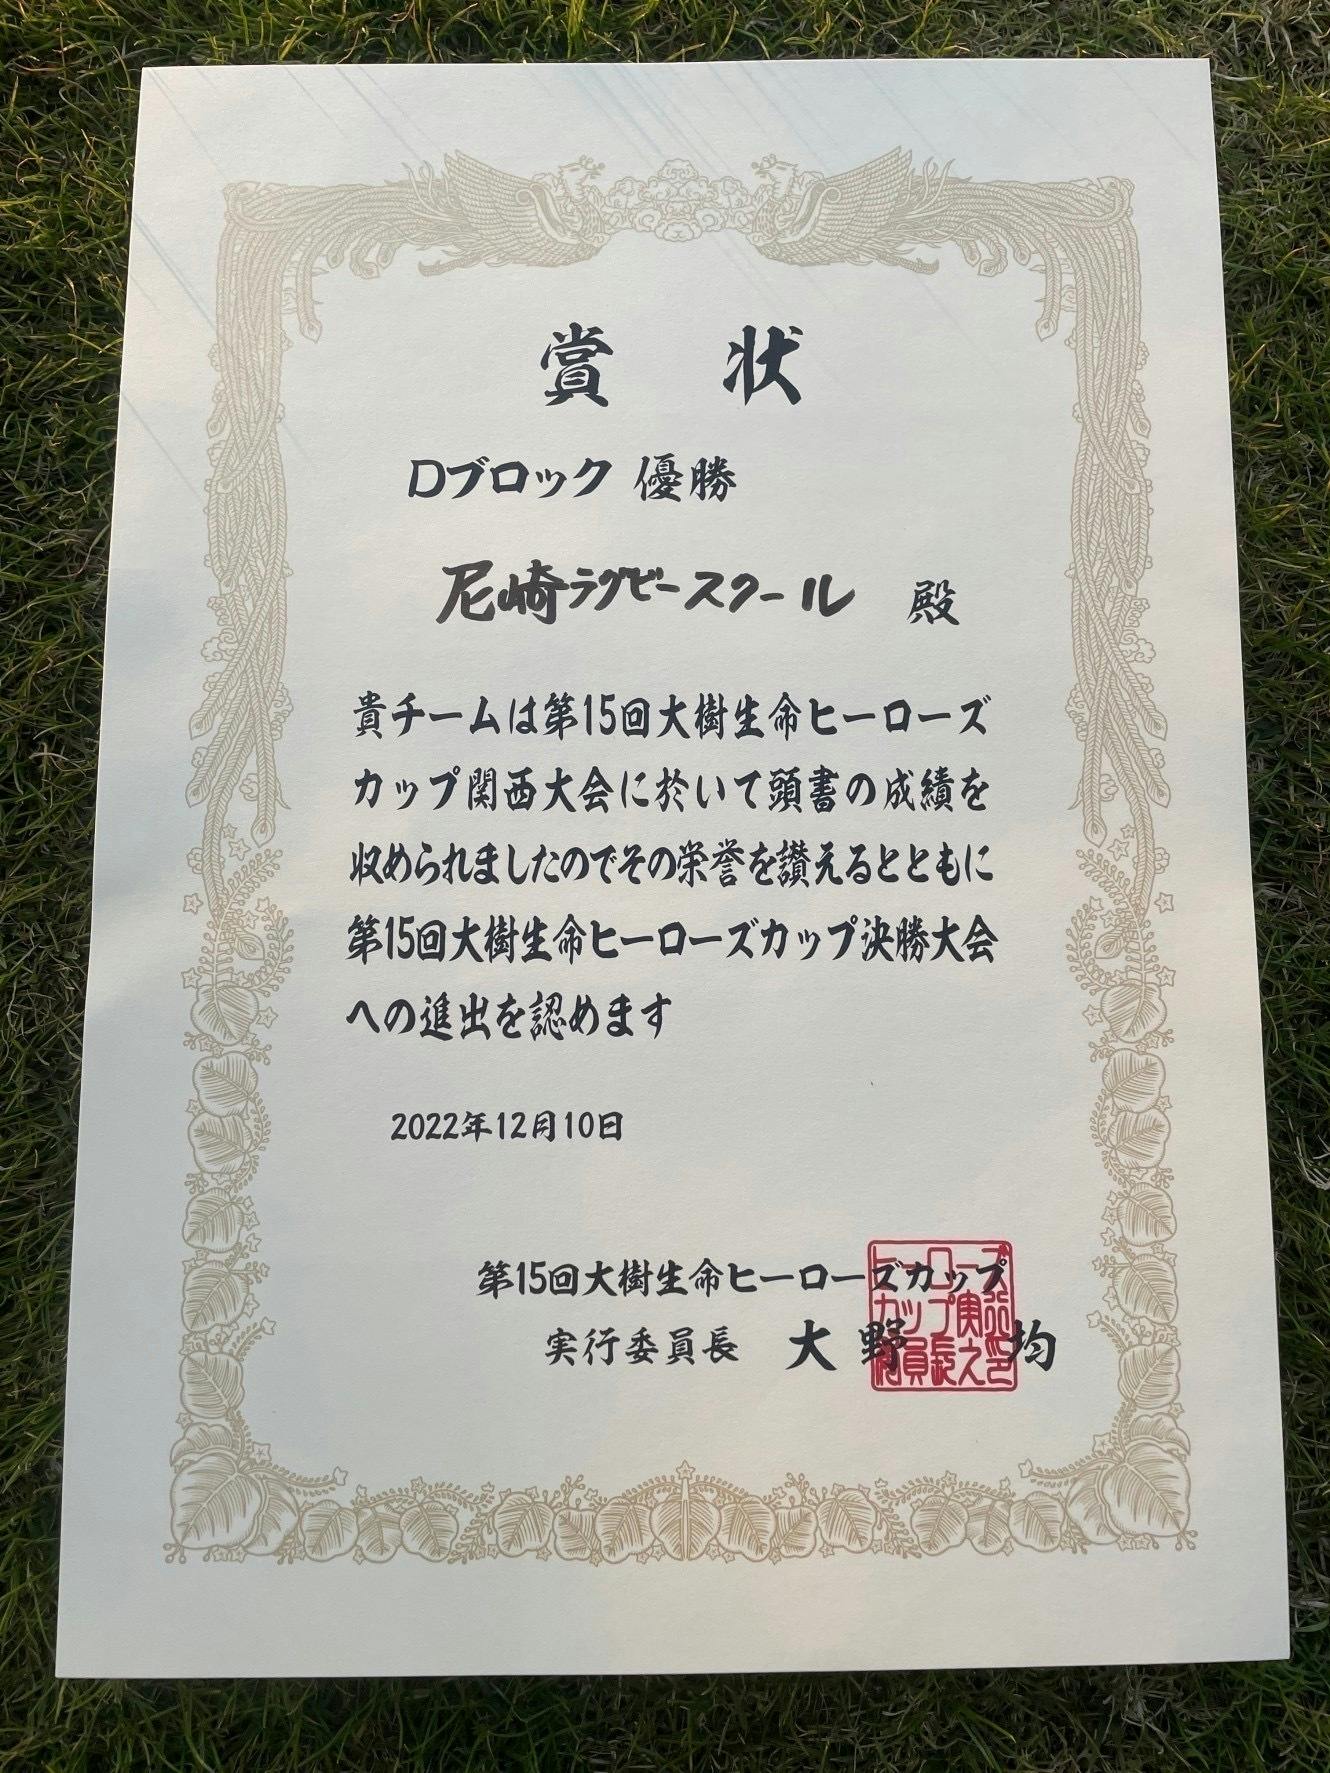 賞 状
Dブロック 優勝
尼崎ラグビースクール 殿
貴チームは第15回大樹生命ヒーローズ
カップ関西大会に於いて頭書の成績を
収められましたのでその栄誉を讃えるとともに
第15回大樹生命ヒーローズカップ決勝大会
への進出を認めます
2022年12月10日
第15回大樹生命ヒーローズカップ
実行委員長 大野 均